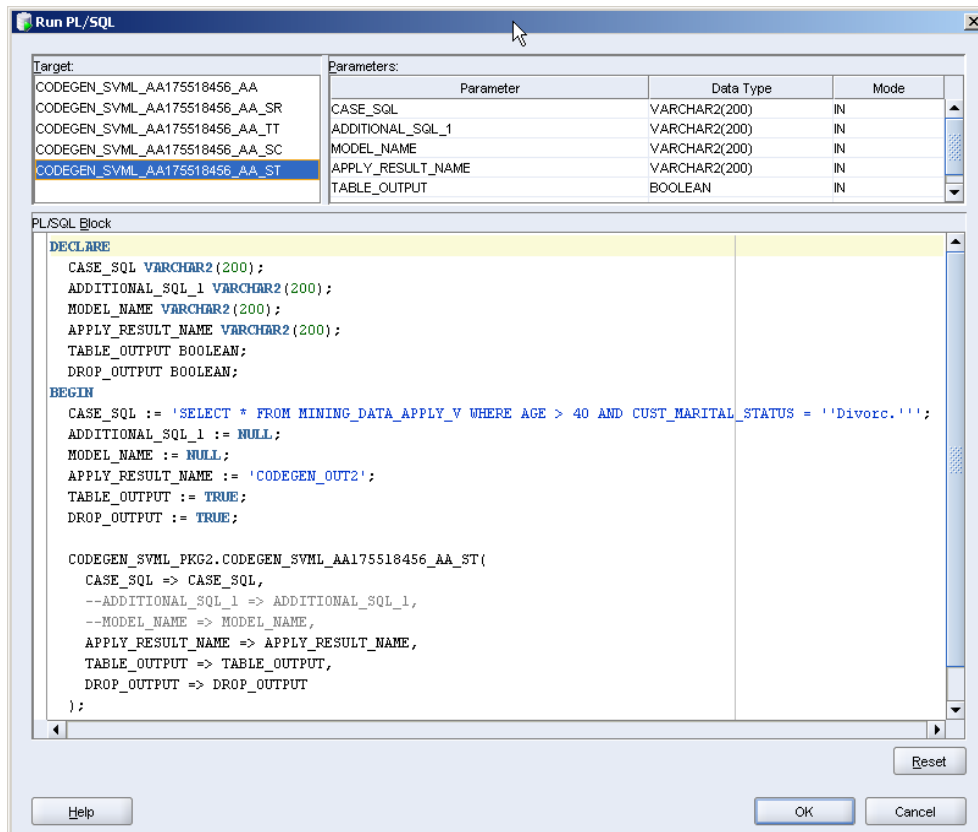 Run PL/SQL
Target:
CODEGEN_SVML_AA175518456_AA
CODEGEN_SVML_AA175518456_AA_SR
CODEGEN_SVML_AA175518456_AA_TT
CODEGEN_SVML_AA175518456_AA_SC
CODEGEN_SVML_AA175518456_AA_ST
Parameters:
Parameter Data Type Mode
CASE_SQL VARCHAR2(200) IN
ADDITIONAL_SQL_1 VARCHAR2(200) IN
MODEL_NAME VARCHAR2(200) IN
APPLY_RESULT_NAME VARCHAR2(200) IN
TABLE_OUTPUT BOOLEAN IN
PL/SQL Block
DECLARE
CASE_SQL VARCHAR2(200);
ADDITIONAL_SQL_1 VARCHAR2(200);
MODEL_NAME VARCHAR2(200);
APPLY_RESULT_NAME VARCHAR2(200);
TABLE_OUTPUT BOOLEAN;
DROP_OUTPUT BOOLEAN;
BEGIN
CASE_SQL := 'SELECT * FROM MINING_DATA_APPLY_V WHERE AGE > 40 AND CUST_MARITAL_STATUS = ''Divorc.''';
ADDITIONAL_SQL_1 := NULL;
MODEL_NAME := NULL;
APPLY_RESULT_NAME := 'CODEGEN_OUT2';
TABLE_OUTPUT := TRUE;
DROP_OUTPUT := TRUE;
CODEGEN_SVML_PKG2.CODEGEN_SVML_AA175518456_AA_ST(
CASE_SQL => CASE_SQL,
--ADDITIONAL_SQL_1 => ADDITIONAL_SQL_1,
--MODEL_NAME => MODEL_NAME,
APPLY_RESULT_NAME => APPLY_RESULT_NAME,
TABLE_OUTPUT => TABLE_OUTPUT,
DROP_OUTPUT => DROP_OUTPUT
);
Reset
Help OK Cancel